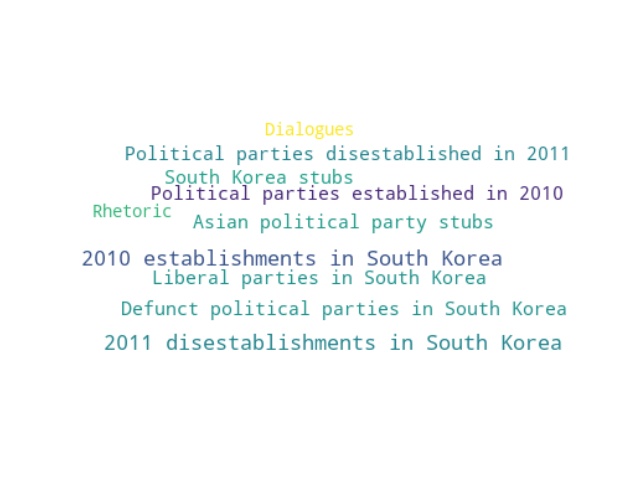 Dialogues
Political parties disestablished in 2011
South Korea stubs
Political parties established in 2010
Rhetoric
Asian political party stubs
2010 establishments in South Korea
Liberal parties in South Korea
Defunct political parties in South Korea
2011 disestablishments in South Korea